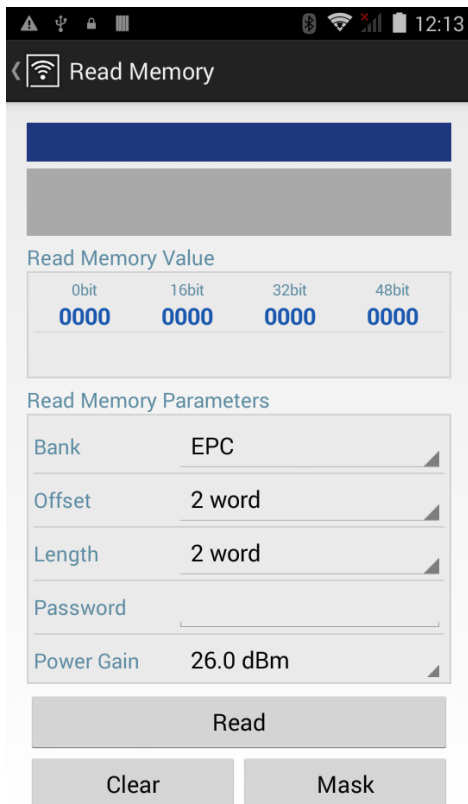 12:13
Read Memory
Read Memory Value
0bit 16bit 32bit 48bit
0000 0000 0000 0000
Read Memory Parameters
Bank EPC
Offset 2 word
Length 2 word
Password
Power Gain 26.0 dBm
Read
Clear Mask